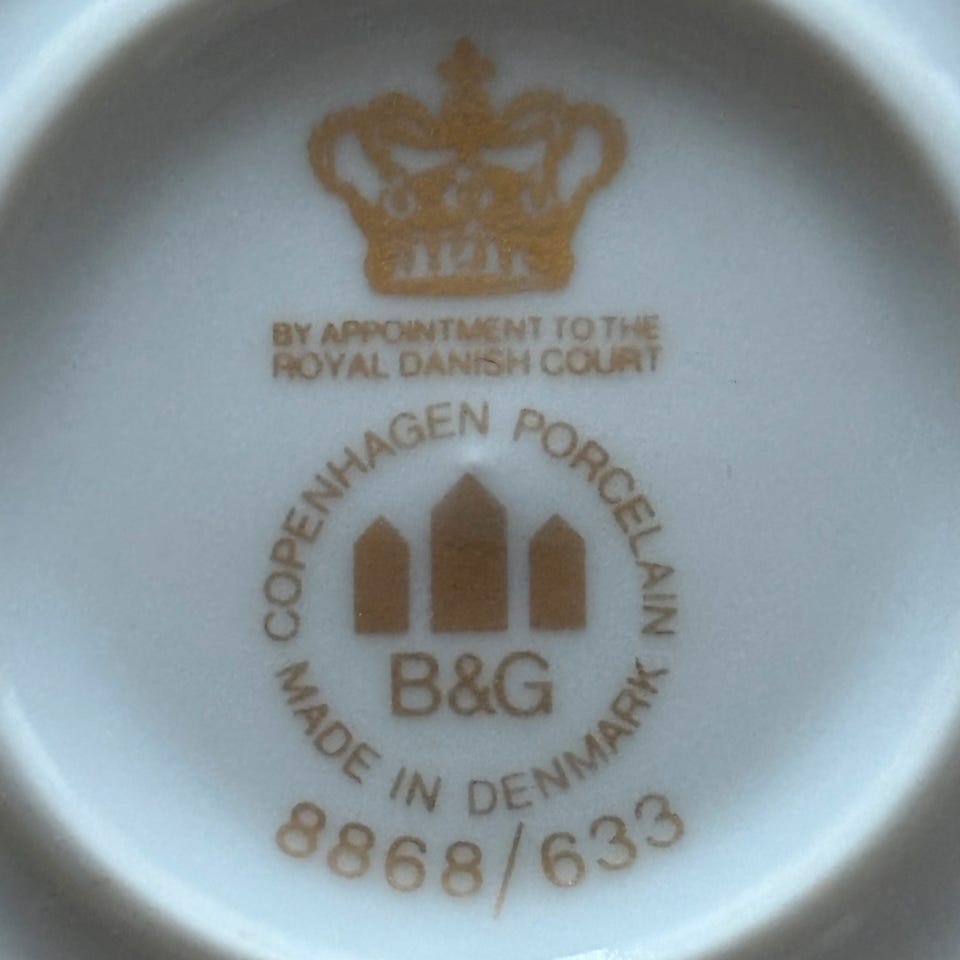 BY APPOINTMENT TO THE
ROYAL DANISH COURT
COPENHAGEN PORCELAIN
B&G
MADE IN DENMARK
8868/633